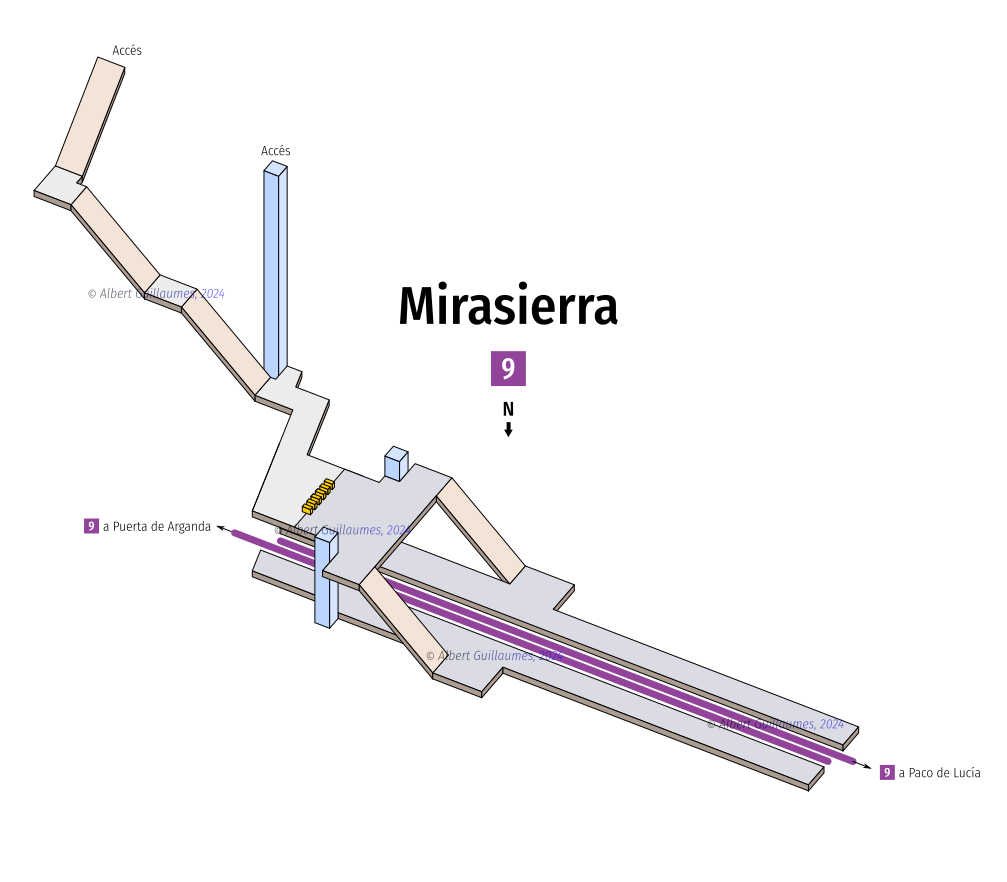 Accés
Accés
© Albert Guillaumes, 2024
Mirasierra
9
N
9 a Puerta de Arganda
© Albert Guillaumes, 2024
© Albert Guillaumes, 2024
© Albert Guillaumes, 2024
9 a Paco de Lucía